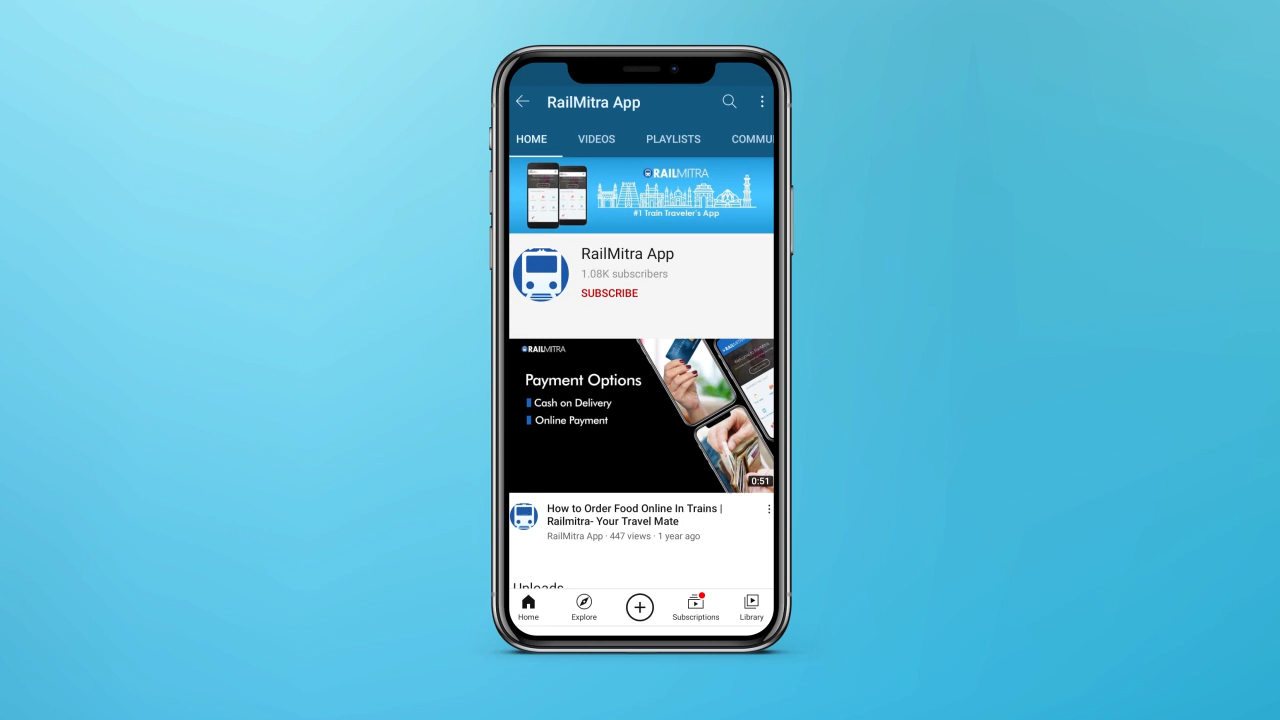 RailMitra App
HOME VIDEOS PLAYLISTS COMMU
RAILMITRA
#1 Train Traveler's App
RailMitra App
1.08K subscribers
SUBSCRIBE
RAILMITRA
Payment Options
Cash on Delivery
Online Payment
0:51
How to Order Food Online In Trains |
Railmitra- Your Travel Mate
RailMitra App · 447 views · 1 year ago
Uploads
Home Explore Subscriptions Library